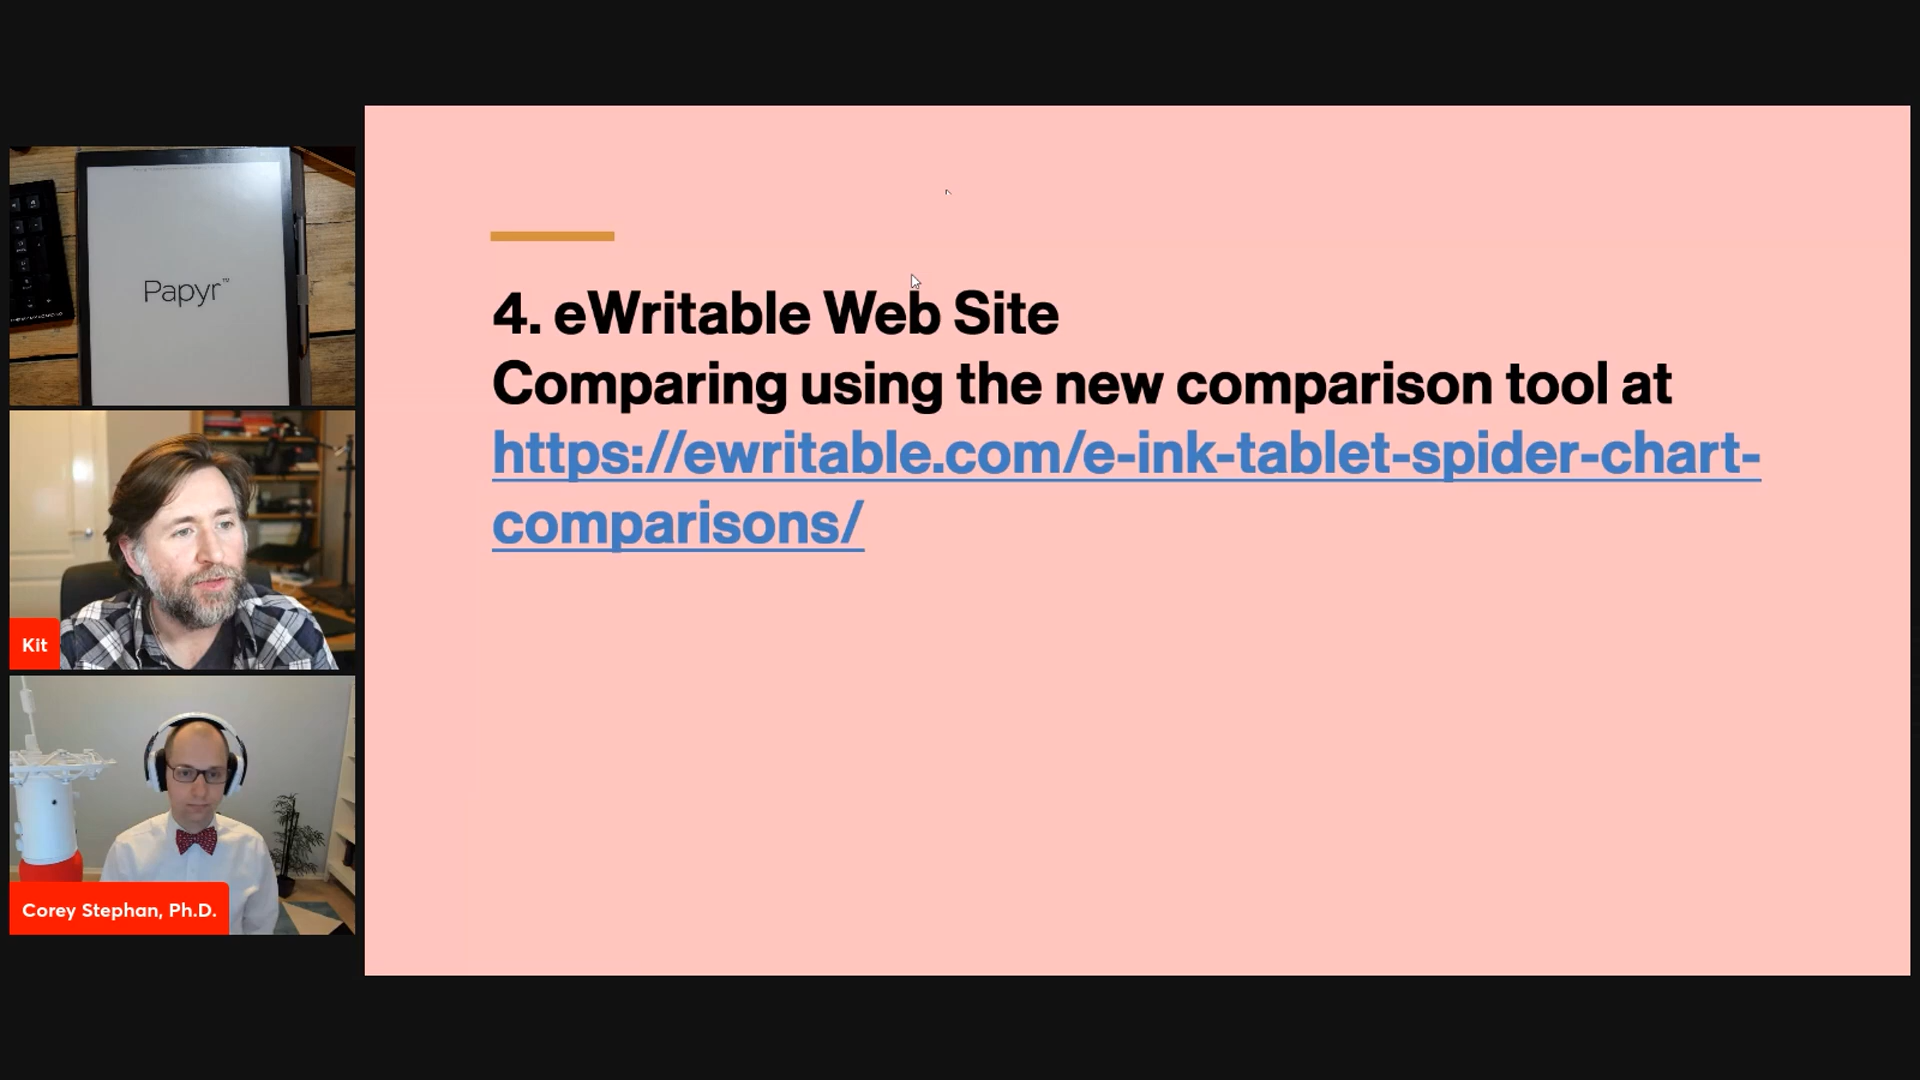 Papyr™
Kit
Corey Stephan, Ph.D.
4. eWritable Web Site
Comparing using the new comparison tool at
https://ewritable.com/e-ink-tablet-spider-chart-
comparisons/